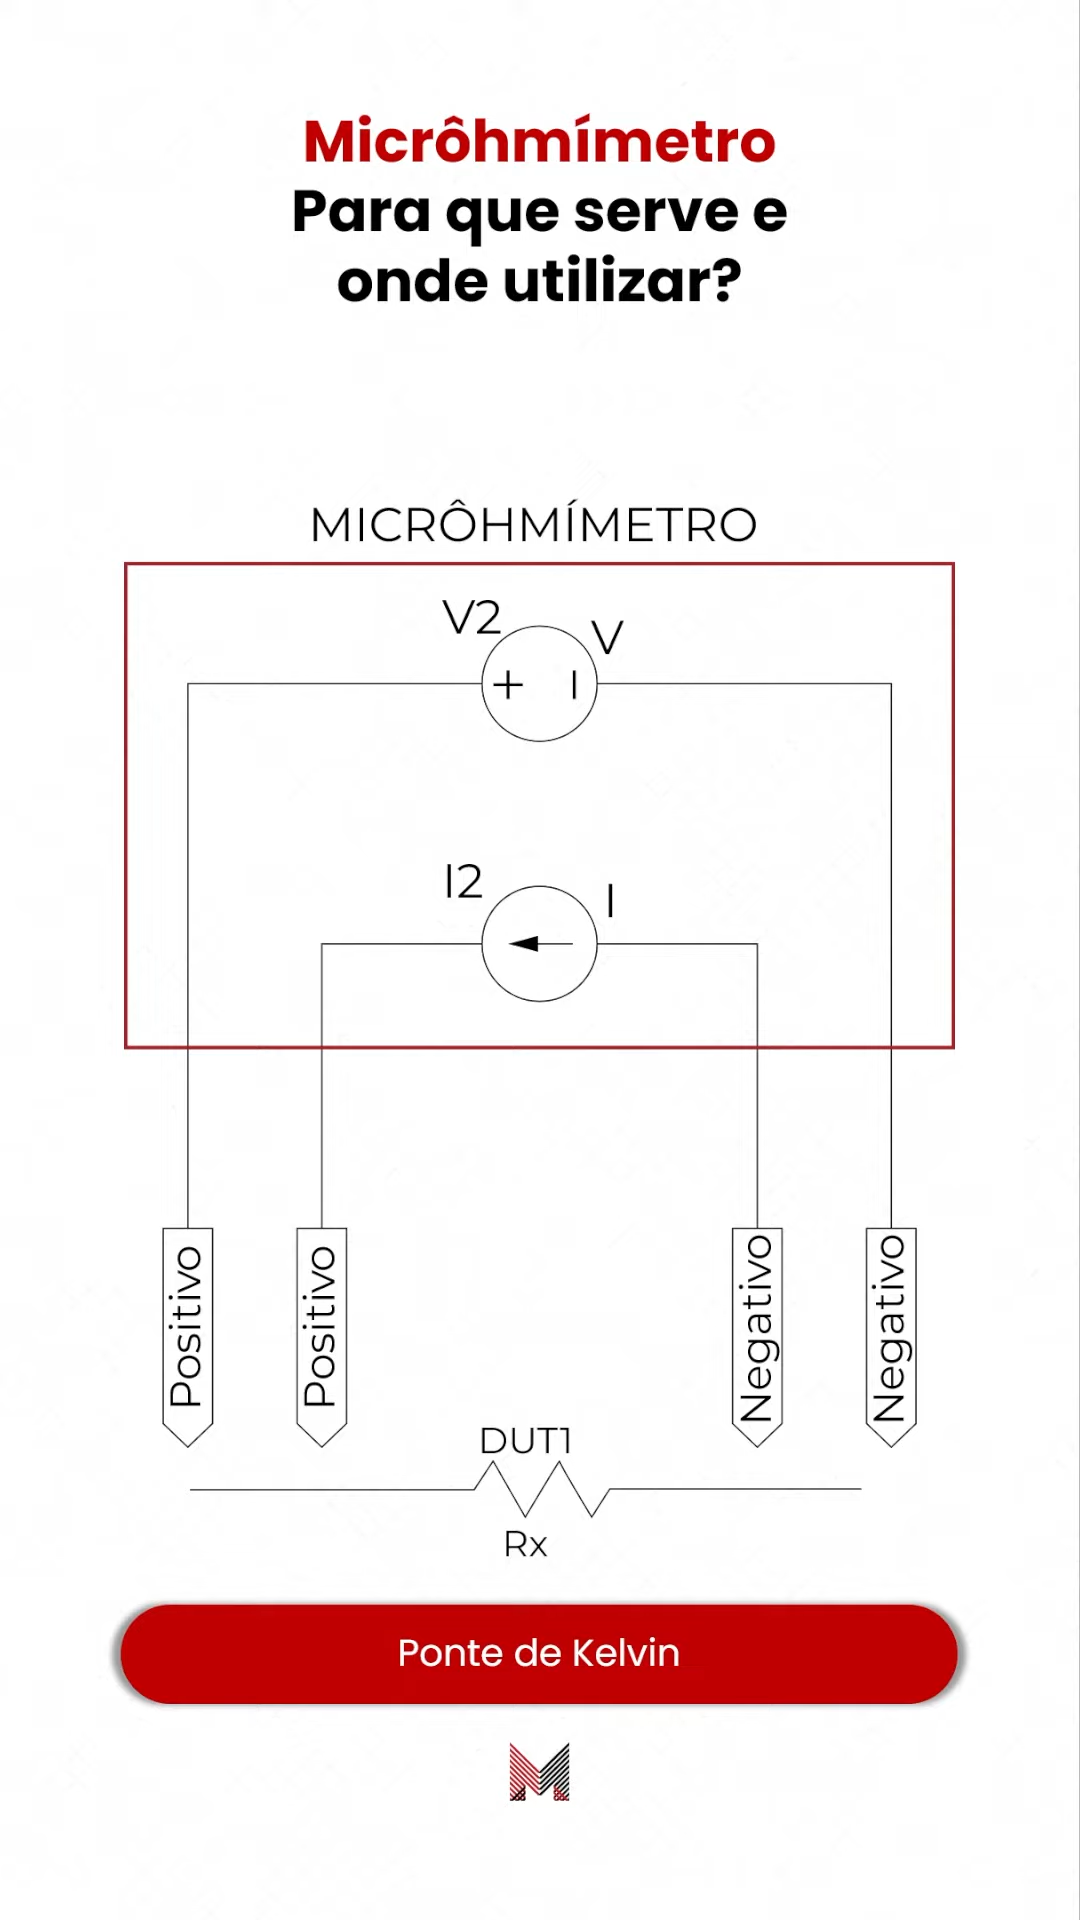 Micrôhmímetro
Para que serve e
onde utilizar?
MICRÔHMÍMETRO
V2
V
+ -
I2
I
Positivo
Positivo
Negativo
Negativo
DUT1
Rx
Ponte de Kelvin
M